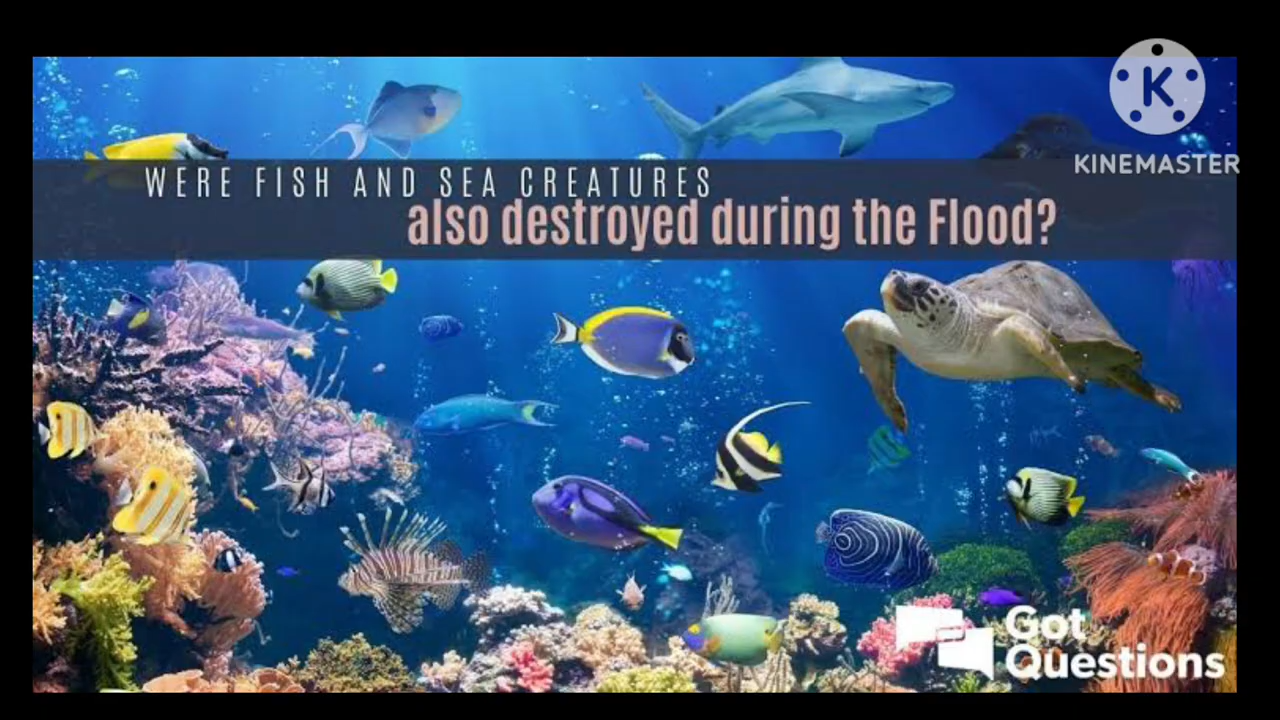 KINEMASTER
WERE FISH AND SEA CREATURES
also destroyed during the Flood?
Got
Questions